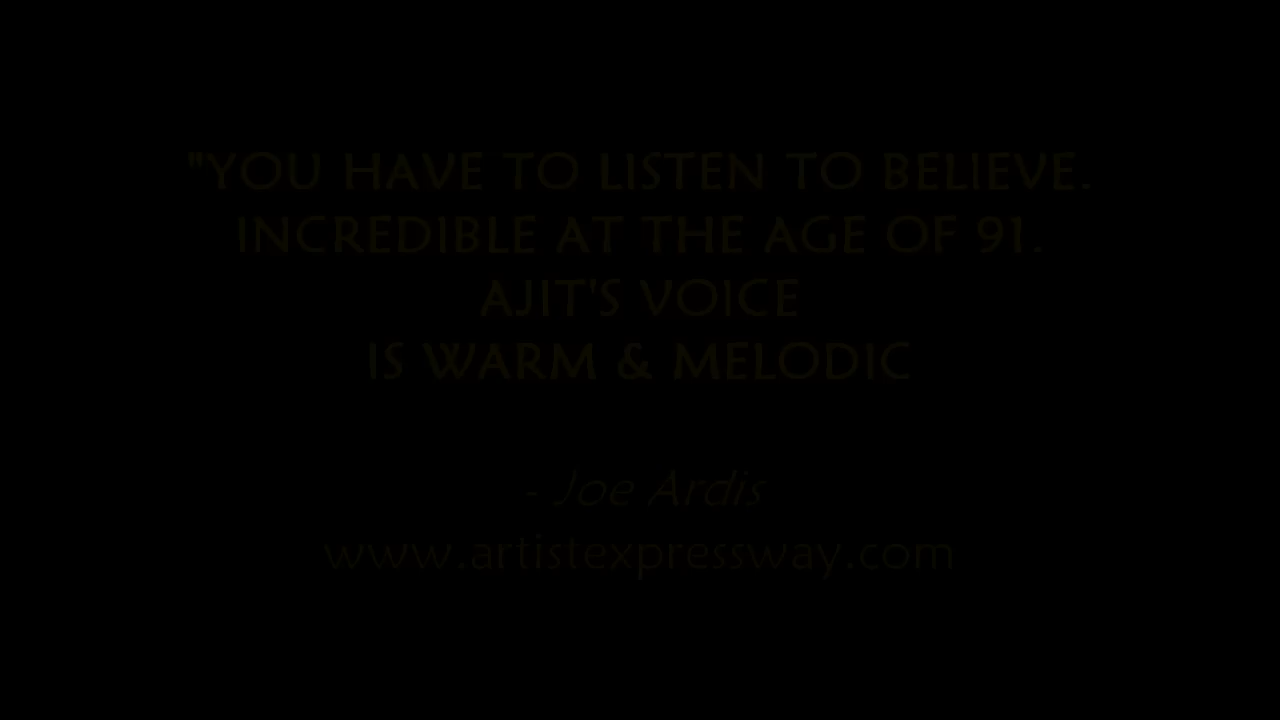 "YOU HAVE TO LISTEN TO BELIEVE.
INCREDIBLE AT THE AGE OF 91.
AJIT'S VOICE
IS WARM & MELODIC
- Joe Ardis
www.artistexpressway.com